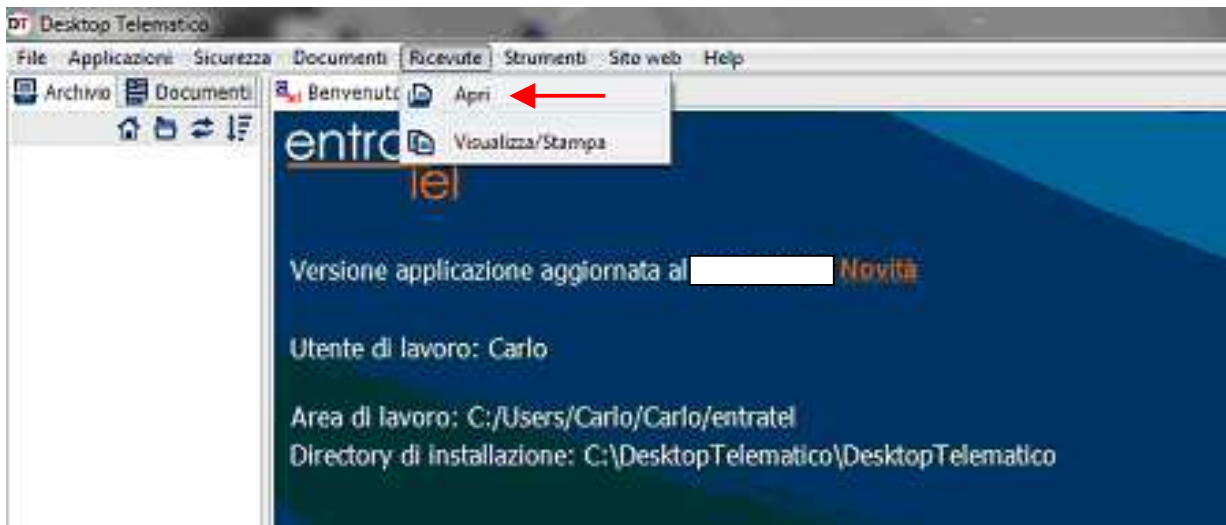 DT Desktop Telematico
File Applicazioni Sicurezza Documenti Ricevute Strumenti Sito web Help
Archivio Documenti Benvenuto
Apri
Visualizza/Stampa
entra
tel
Versione applicazione aggiornata al Novità
Utente di lavoro: Carlo
Area di lavoro: C:/Users/Carlo/Carlo/entratel
Directory di installazione: C:\DesktopTelematico\DesktopTelematico